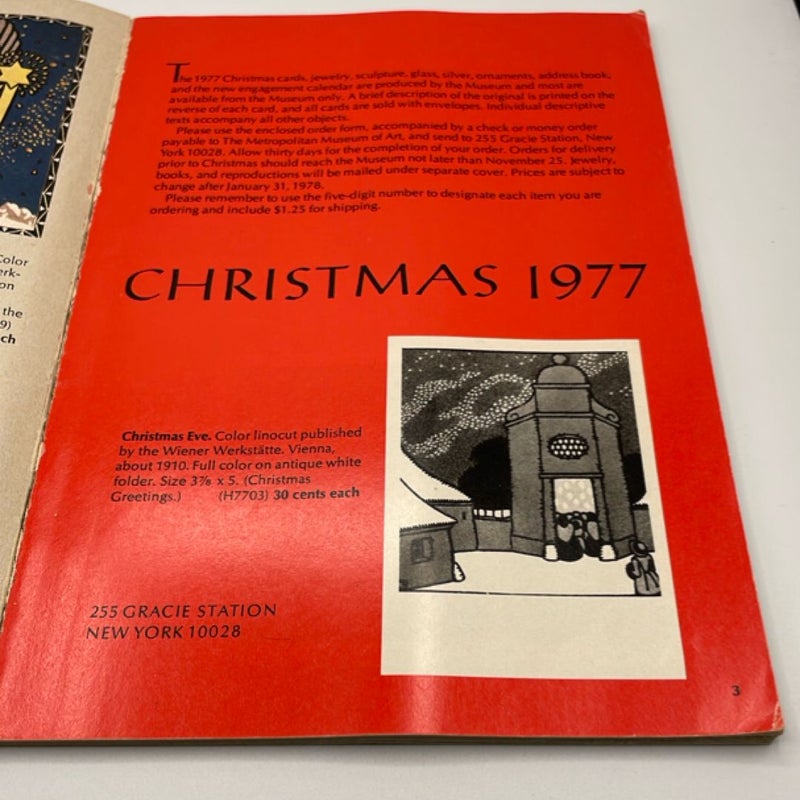 Color
erk-
on
the
9)
ch
The 1977 Christmas cards, jewelry, sculpture, glass, silver, ornaments, address book,
and the new engagement calendar are produced by the Museum and most are
available from the Museum only. A brief description of the original is printed on the
reverse of each card, and all cards are sold with envelopes. Individual descriptive
texts accompany all other objects.
Please use the enclosed order form, accompanied by a check or money order
payable to The Metropolitan Museum of Art, and send to 255 Gracie Station, New
York 10028. Allow thirty days for the completion of your order. Orders for delivery
prior to Christmas should reach the Museum not later than November 25. Jewelry,
books, and reproductions will be mailed under separate cover. Prices are subject to
change after January 31, 1978.
Please remember to use the five-digit number to designate each item you are
ordering and include $1.25 for shipping.
CHRISTMAS 1977
Christmas Eve. Color linocut published
by the Wiener Werkstätte. Vienna,
about 1910. Full color on antique white
folder. Size 3⅞ x 5. (Christmas
Greetings.) (H7703) 30 cents each
255 GRACIE STATION
NEW YORK 10028
3